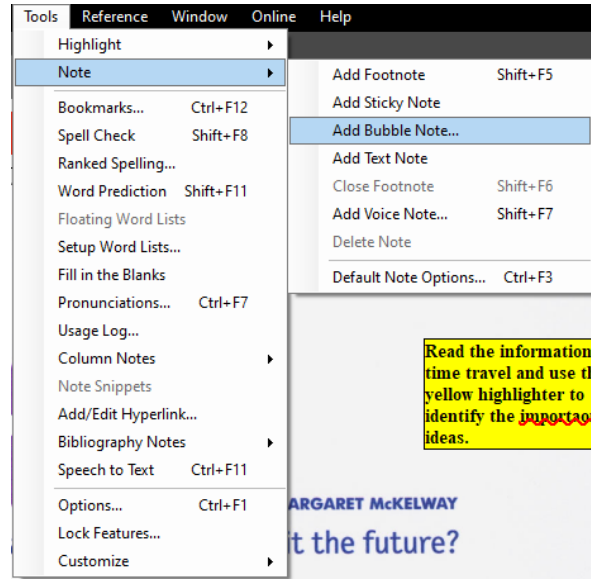 Tools Reference Window Online Help
Highlight
Note
Bookmarks... Ctrl+F12
Spell Check Shift+F8
Ranked Spelling...
Word Prediction Shift+F11
Floating Word Lists
Setup Word Lists...
Fill in the Blanks
Pronunciations... Ctrl+F7
Usage Log...
Column Notes
Note Snippets
Add/Edit Hyperlink...
Bibliography Notes
Speech to Text Ctrl+F11
Options... Ctrl+F1
Lock Features...
Customize
Add Footnote Shift+F5
Add Sticky Note
Add Bubble Note...
Add Text Note
Close Footnote Shift+F6
Add Voice Note... Shift+F7
Delete Note
Default Note Options... Ctrl+F3
Read the information
time travel and use
yellow highlighter to
identify the
ideas.
McKELWAY
the future?